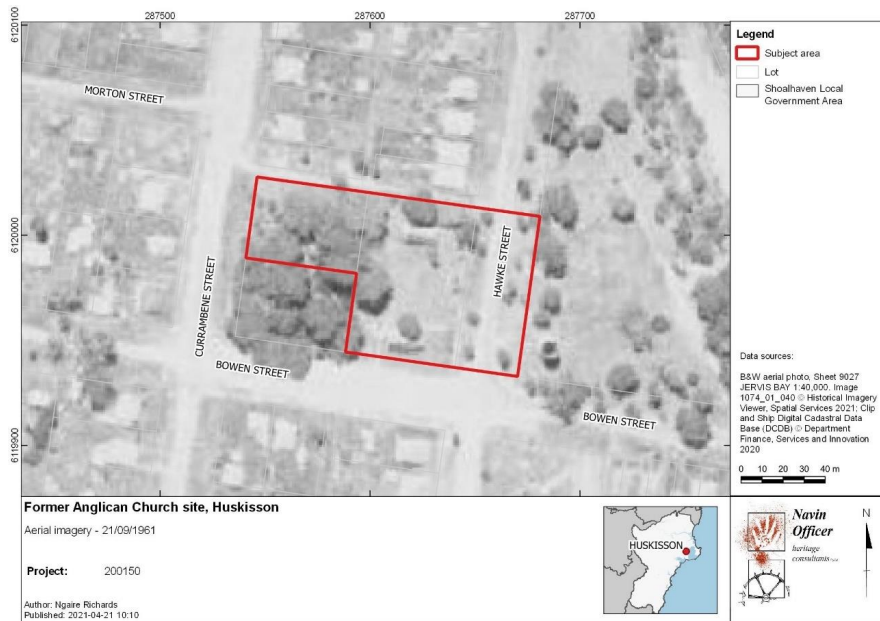 287500
287600
287700
6120100
6120000
6119900
MORTON STREET
CURRAMBENE STREET
HAWKE STREET
BOWEN STREET
BOWEN STREET
Legend
Subject area
Lot
Shoalhaven Local
Government Area
Data sources:
B&W aerial photo, Sheet 9027
JERVIS BAY 1:40,000. Image
1074_01_040 © Historical Imagery
Viewer, Spatial Services 2021; Clip
and Ship Digital Cadastral Data
Base (DCDB) © Department
Finance, Services and Innovation
2020
0 10 20 30 40 m
Former Anglican Church site, Huskisson
Aerial imagery - 21/09/1961
Project: 200150
Author: Ngaire Richards
Published: 2021-04-21 10:10
HUSKISSON
Navin
Officer
heritage
consultants
N